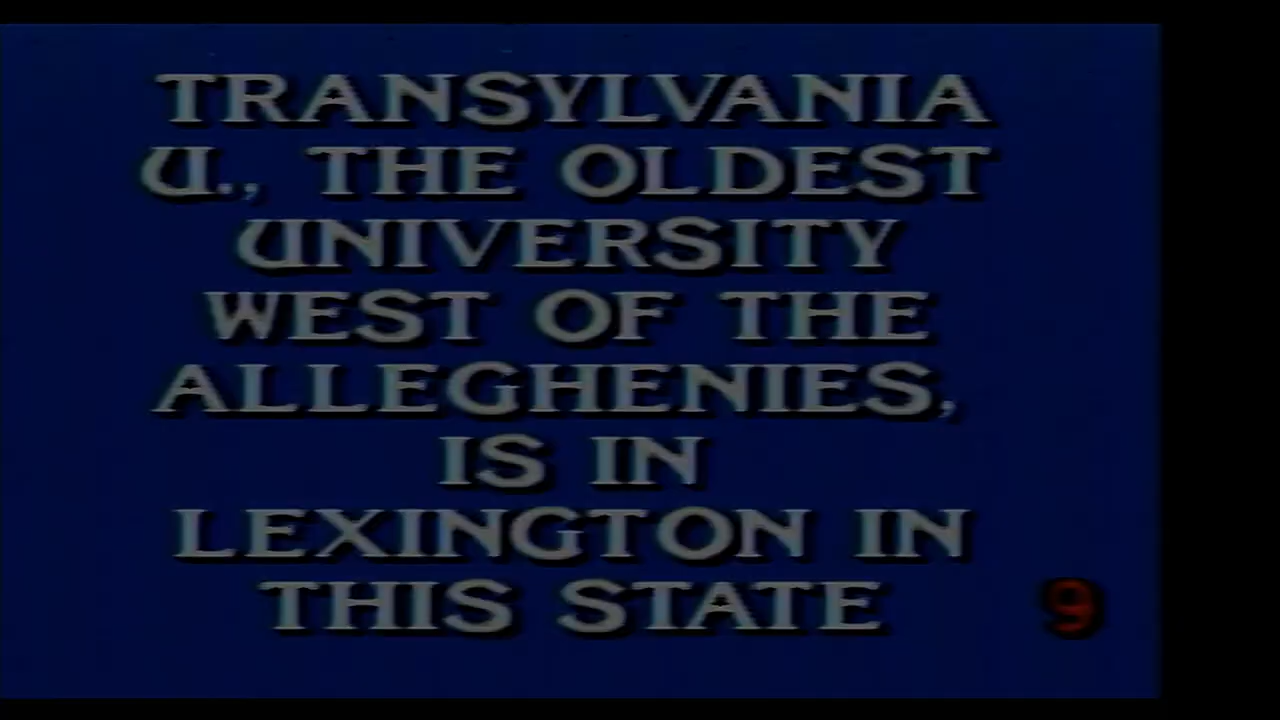 TRANSYLVANIA
U., THE OLDEST
UNIVERSITY
WEST OF THE
ALLEGHENIES,
IS IN
LEXINGTON IN
THIS STATE
9